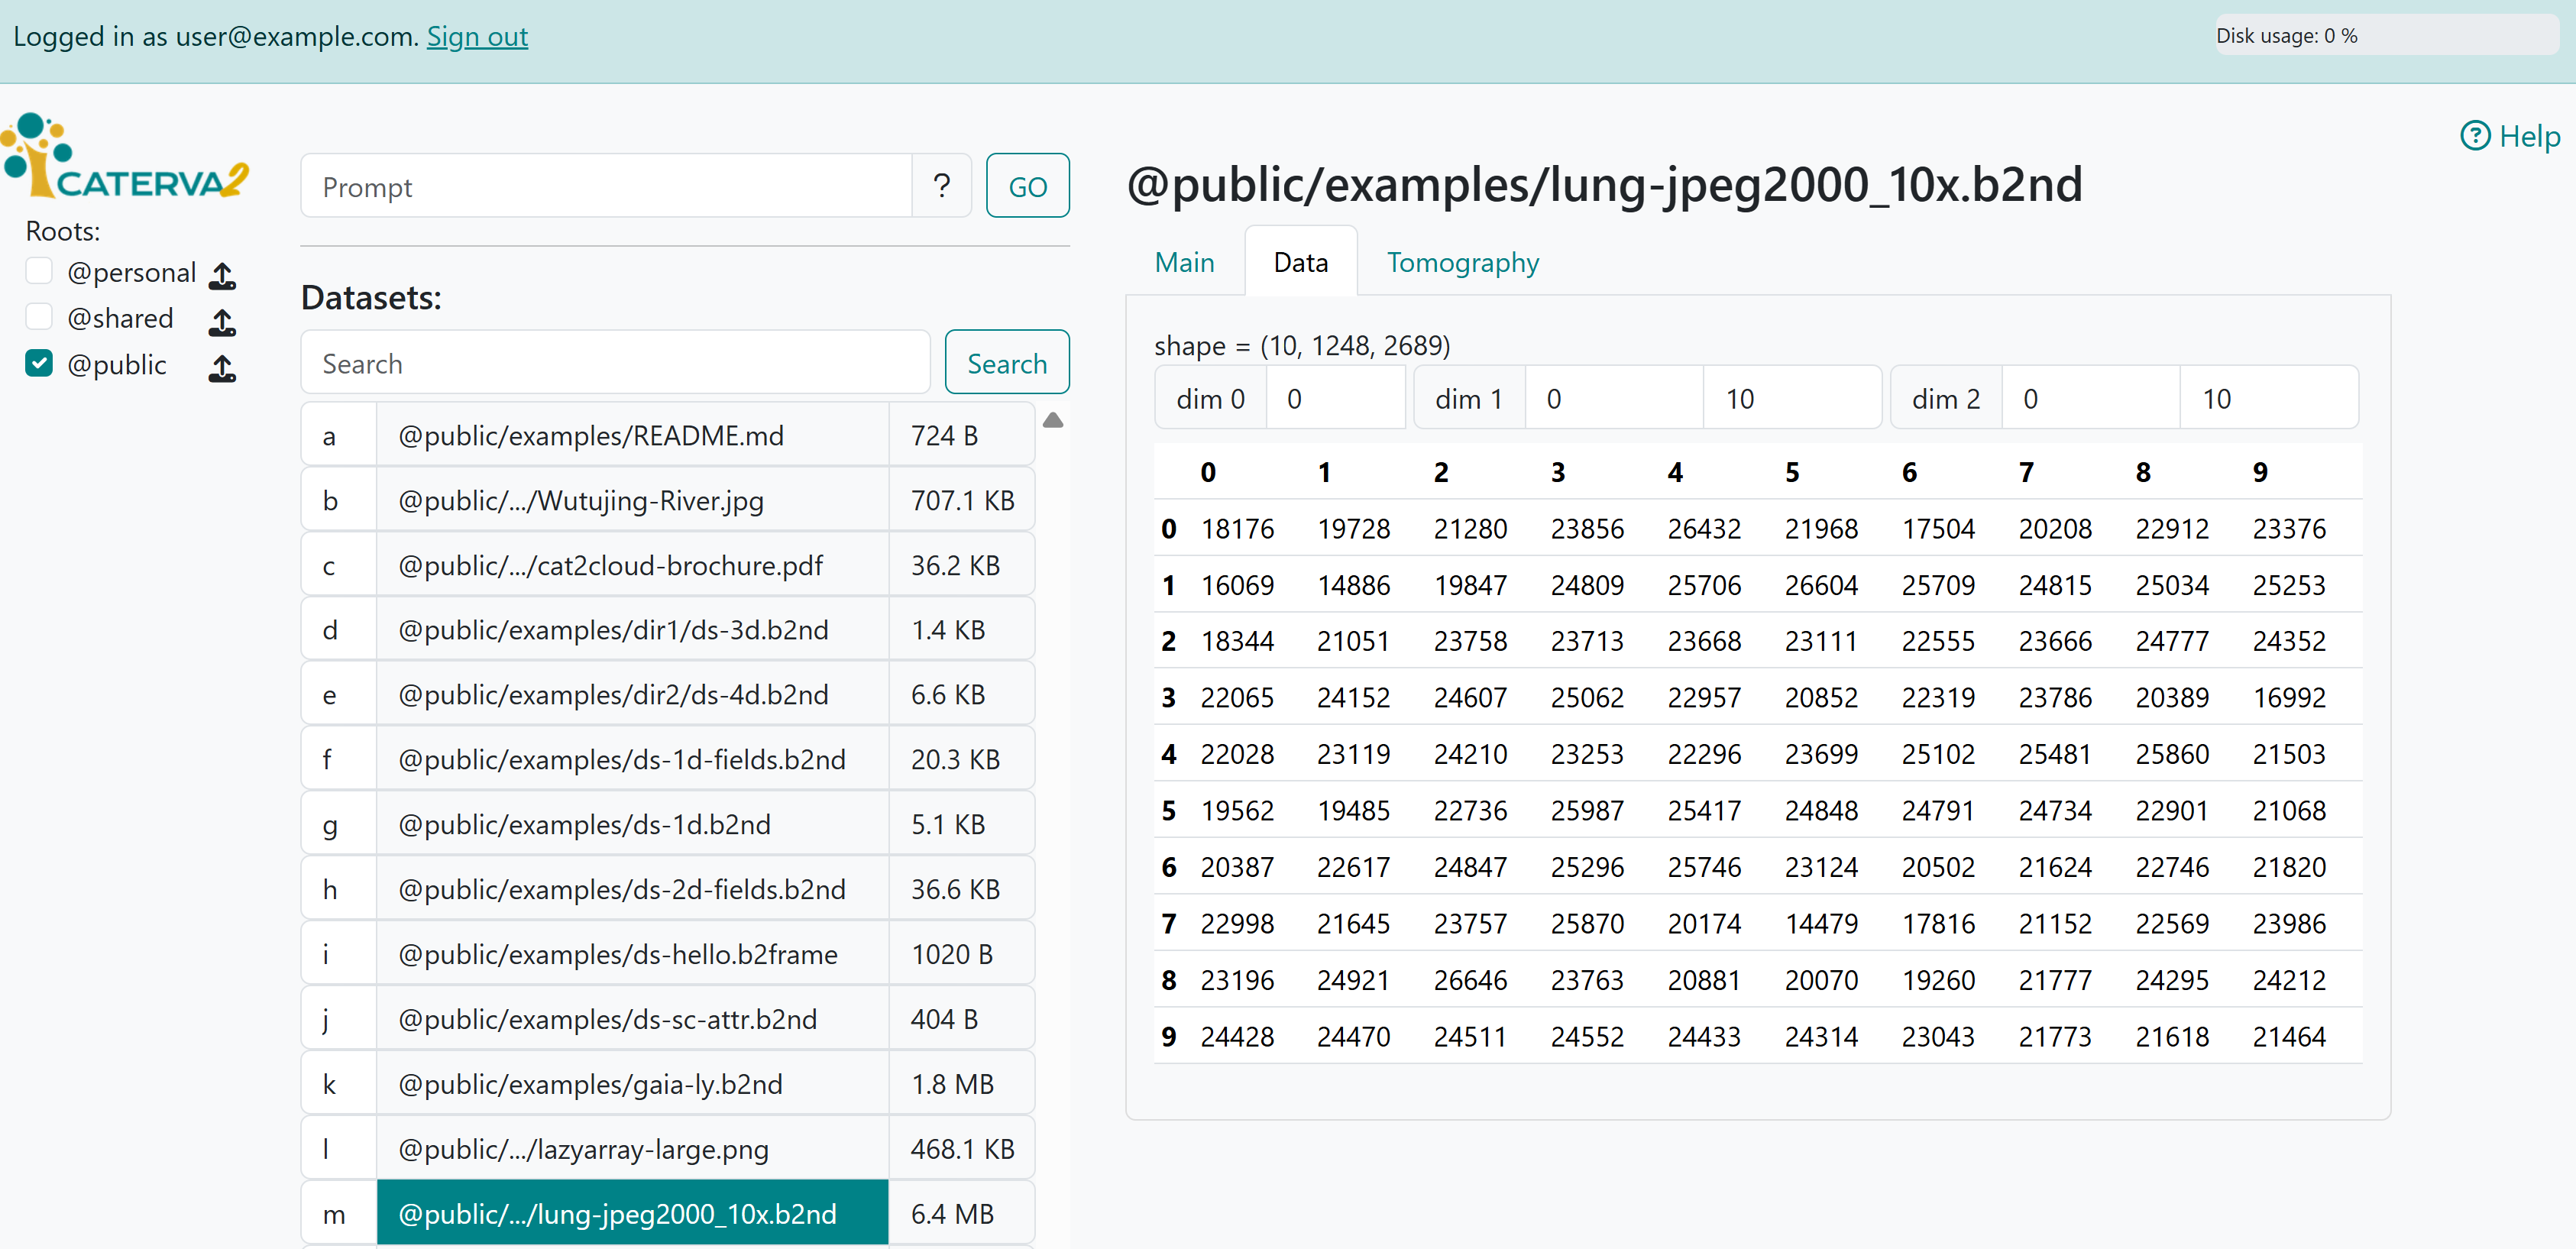 Logged in as user@example.com. Sign out
Disk usage: 0 %
CATERVA2
Help
Roots:
@personal
@shared
@public
Prompt ? GO
Datasets:
Search Search
a @public/examples/README.md 724 B
b @public/.../Wutujing-River.jpg 707.1 KB
c @public/.../cat2cloud-brochure.pdf 36.2 KB
d @public/examples/dir1/ds-3d.b2nd 1.4 KB
e @public/examples/dir2/ds-4d.b2nd 6.6 KB
f @public/examples/ds-1d-fields.b2nd 20.3 KB
g @public/examples/ds-1d.b2nd 5.1 KB
h @public/examples/ds-2d-fields.b2nd 36.6 KB
i @public/examples/ds-hello.b2frame 1020 B
j @public/examples/ds-sc-attr.b2nd 404 B
k @public/examples/gaia-ly.b2nd 1.8 MB
l @public/.../lazyarray-large.png 468.1 KB
m @public/.../lung-jpeg2000_10x.b2nd 6.4 MB
@public/examples/lung-jpeg2000_10x.b2nd
Main Data Tomography
shape = (10, 1248, 2689)
dim 0 0 dim 1 0 10 dim 2 0 10
0 1 2 3 4 5 6 7 8 9
0 18176 19728 21280 23856 26432 21968 17504 20208 22912 23376
1 16069 14886 19847 24809 25706 26604 25709 24815 25034 25253
2 18344 21051 23758 23713 23668 23111 22555 23666 24777 24352
3 22065 24152 24607 25062 22957 20852 22319 23786 20389 16992
4 22028 23119 24210 23253 22296 23699 25102 25481 25860 21503
5 19562 19485 22736 25987 25417 24848 24791 24734 22901 21068
6 20387 22617 24847 25296 25746 23124 20502 21624 22746 21820
7 22998 21645 23757 25870 20174 14479 17816 21152 22569 23986
8 23196 24921 26646 23763 20881 20070 19260 21777 24295 24212
9 24428 24470 24511 24552 24433 24314 23043 21773 21618 21464